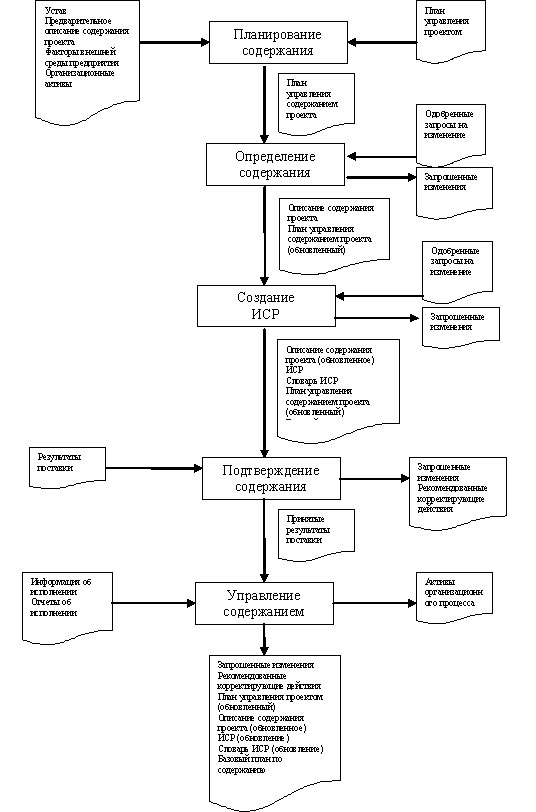 Устав
Предварительное
описание содержания
проекта
Факторы внешней
среды предприятия
Организационные
активы
Планирование
содержания
План
управления
проектом
План
управления
содержанием
проекта
Одобренные
запросы на
изменение
Определение
содержания
Запрошенные
изменения
Описание содержания
проекта
План управления
содержанием проекта
(обновленный)
Одобренные
запросы на
изменение
Создание
ИСР
Запрошенные
изменения
Описание содержания
проекта (обновленное)
ИСР
Словарь ИСР
План управления
содержанием проекта
(обновленный)
Результаты
поставки
Подтверждение
содержания
Запрошенные
изменения
Рекомендованные
корректирующие
действия
Принятые
результаты
поставки
Информация об
исполнении
Отчеты об
исполнении
Управление
содержанием
Активы
организационн
ого процесса
Запрошенные изменения
Рекомендованные
корректирующие действия
План управления проектом
(обновленный)
Описание содержания
проекта (обновленное)
ИСР (обновление)
Словарь ИСР (обновление)
Базовый план по
содержанию